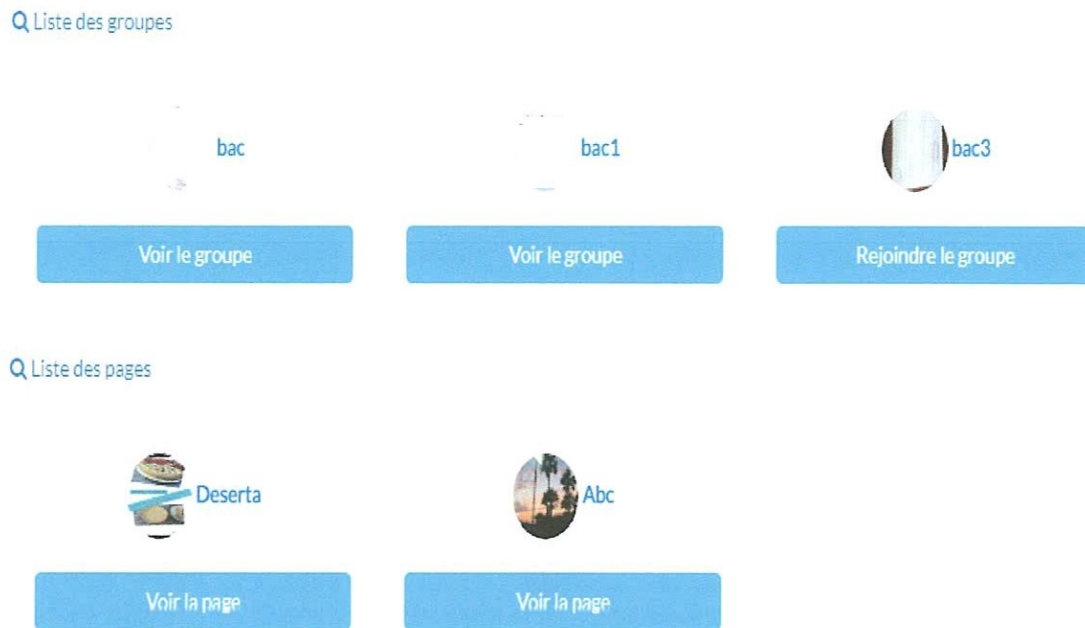 Liste des groupes
bac
bac1
bac3
Voir le groupe
Voir le groupe
Rejoindre le groupe
Liste des pages
Deserta
Abc
Voir la page
Voir la page